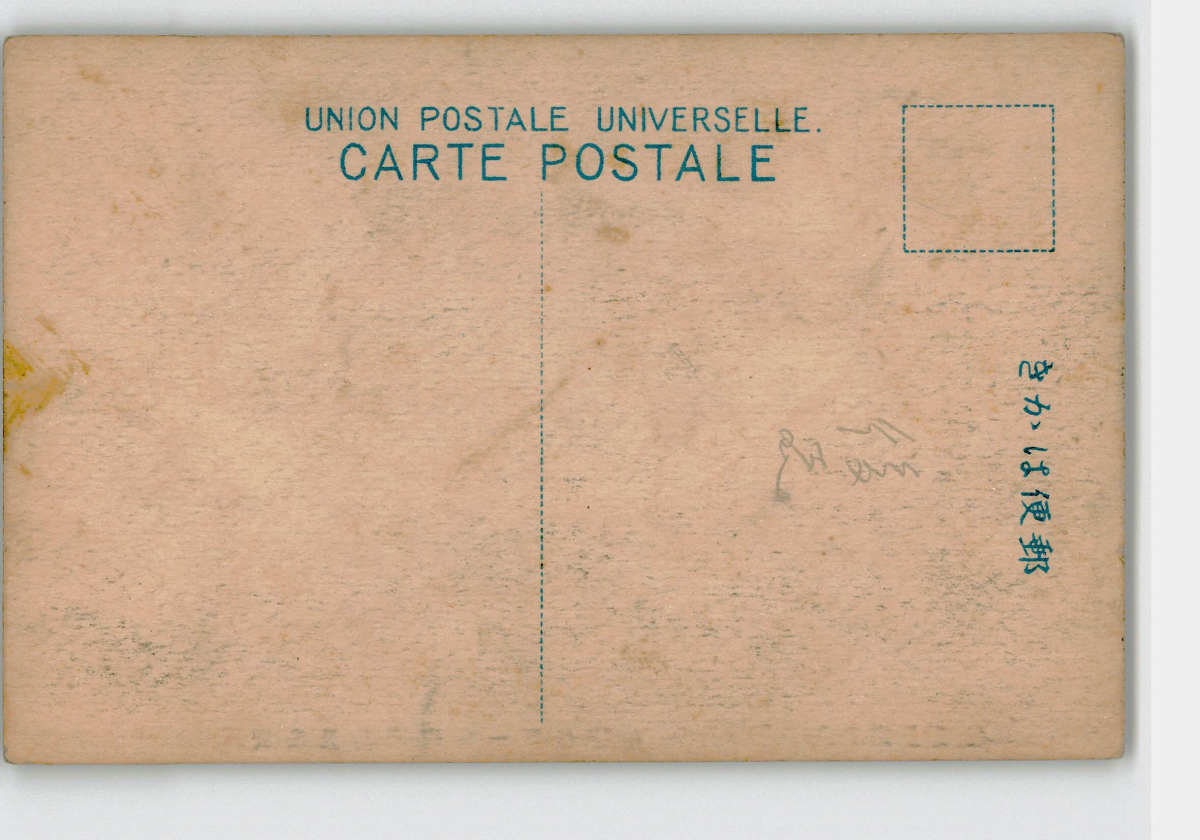 UNION POSTALE UNIVERSELLE.
CARTE POSTALE
きかは便郵